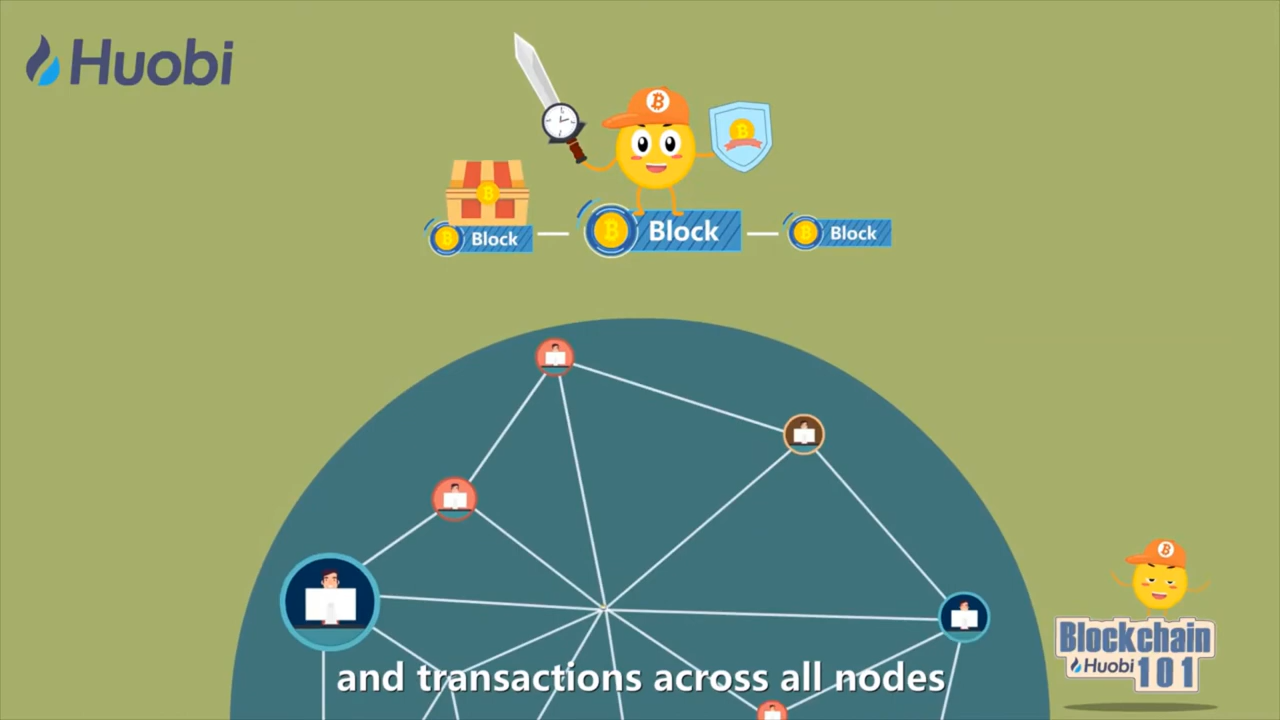 Huobi
Block
Block
Block
Blockchain
Huobi 101
and transactions across all nodes